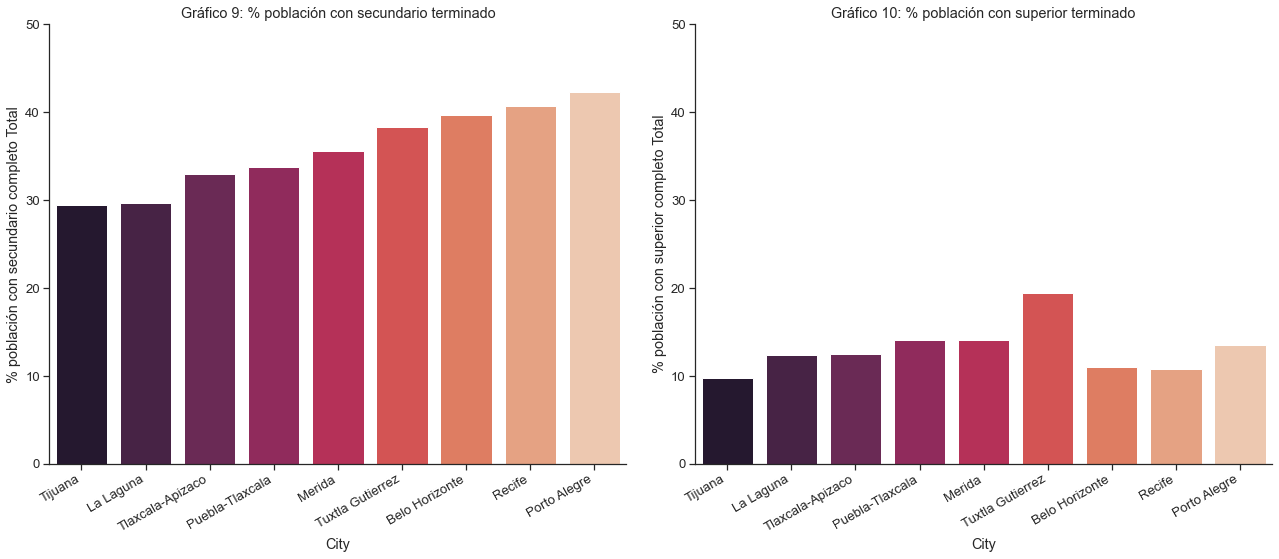 Gráfico 9: % población con secundario terminado
% población con secundario completo Total
50
40
30
20
10
0
Tijuana
La Laguna
Tlaxcala-Apizaco
Puebla-Tlaxcala
Merida
Tuxtla Gutierrez
Belo Horizonte
Recife
Porto Alegre
City
Gráfico 10: % población con superior terminado
% población con superior completo Total
50
40
30
20
10
0
Tijuana
La Laguna
Tlaxcala-Apizaco
Puebla-Tlaxcala
Merida
Tuxtla Gutierrez
Belo Horizonte
Recife
Porto Alegre
City